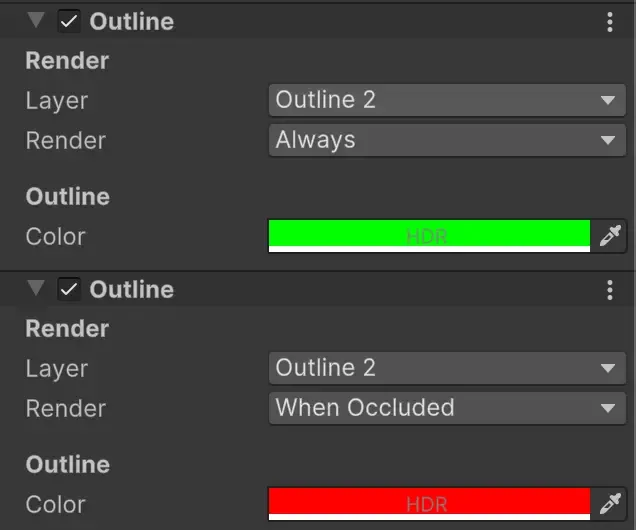 Outline
Render
Layer Outline 2
Render Always
Outline
Color HDR
Outline
Render
Layer Outline 2
Render When Occluded
Outline
Color HDR